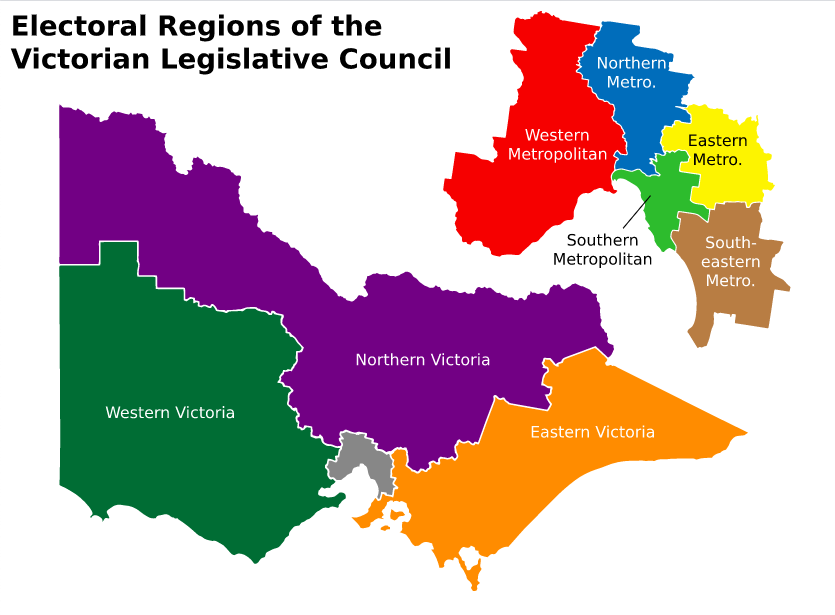 Electoral Regions of the
Victorian Legislative Council
Northern
Metro.
Western
Metropolitan
Eastern
Metro.
Southern
Metropolitan
South-
eastern
Metro.
Northern Victoria
Western Victoria
Eastern Victoria